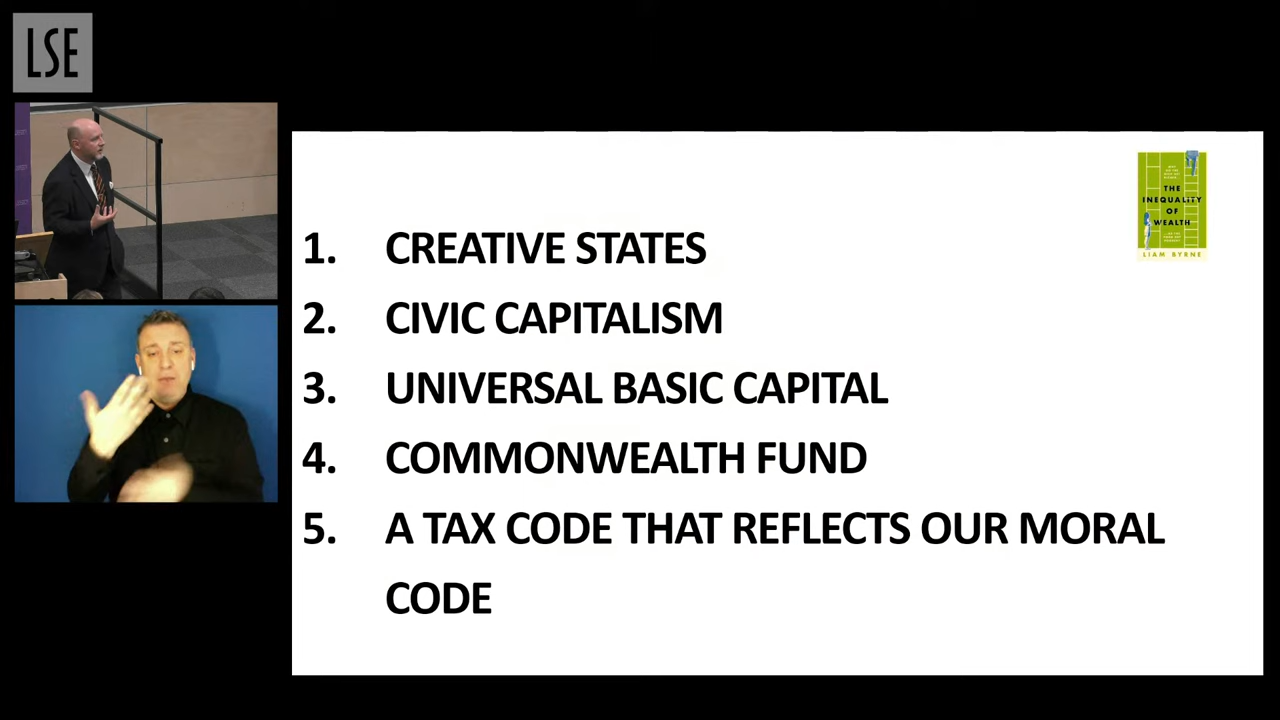 LSE
THE
INEQUALITY
OF
WEALTH
LIAM BYRNE
1. CREATIVE STATES
2. CIVIC CAPITALISM
3. UNIVERSAL BASIC CAPITAL
4. COMMONWEALTH FUND
5. A TAX CODE THAT REFLECTS OUR MORAL
CODE